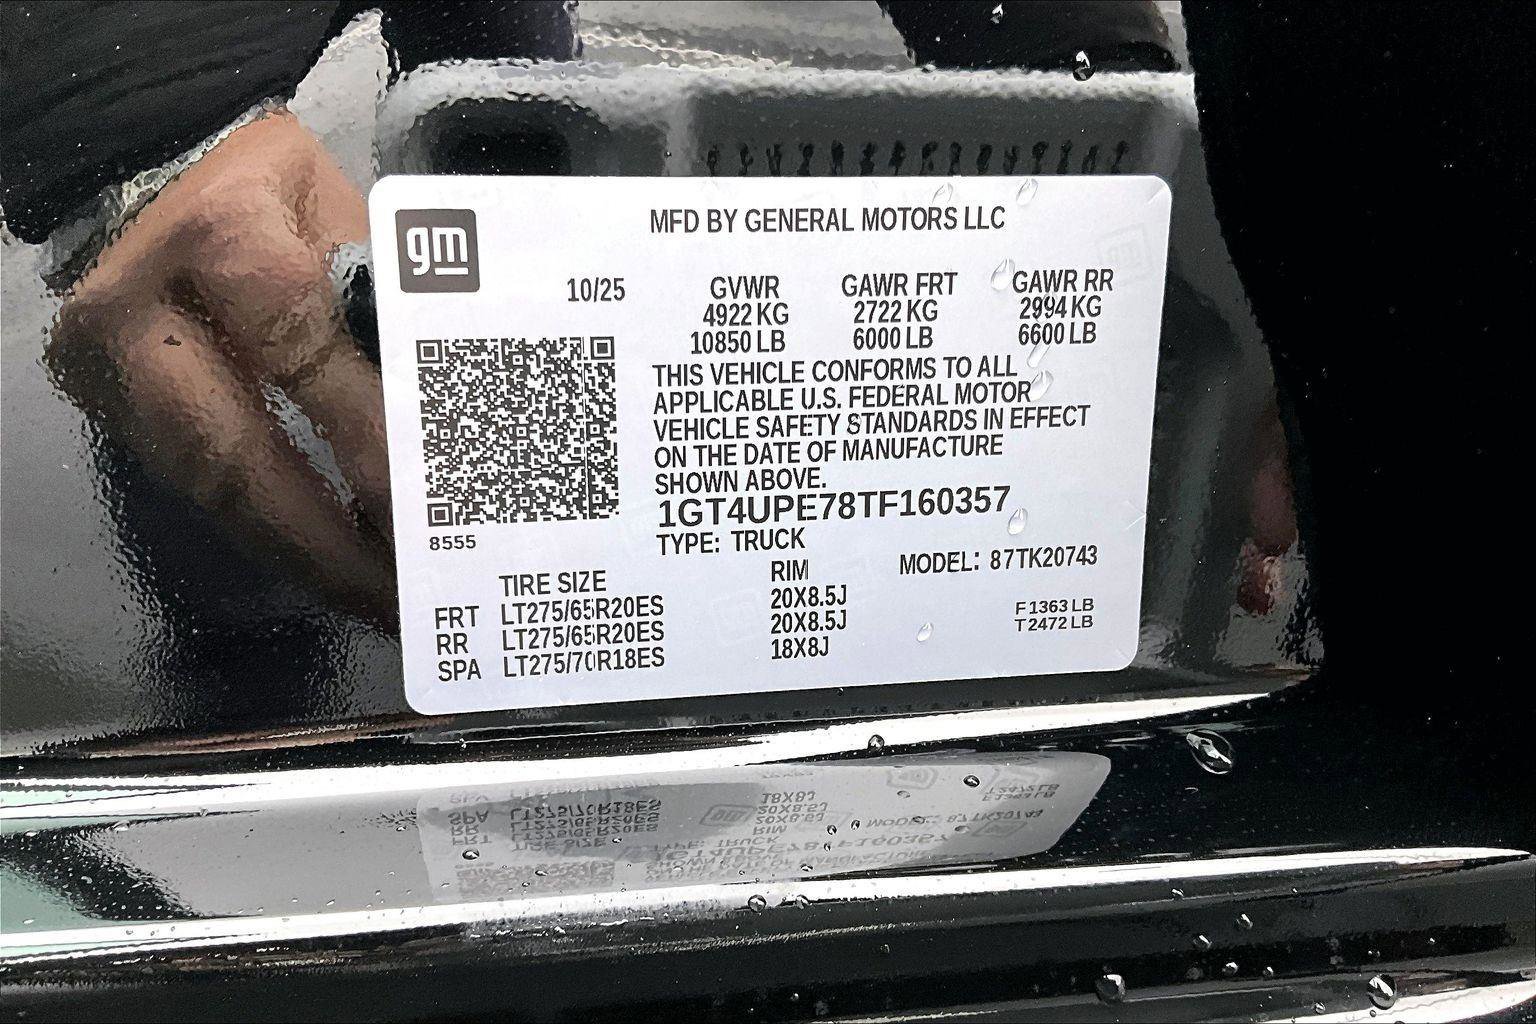 gm
MFD BY GENERAL MOTORS LLC
10/25 GVWR GAWR FRT GAWR RR
4922 KG 2722 KG 2994 KG
10850 LB 6000 LB 6600 LB
THIS VEHICLE CONFORMS TO ALL
APPLICABLE U.S. FEDERAL MOTOR
VEHICLE SAFETY STANDARDS IN EFFECT
ON THE DATE OF MANUFACTURE
SHOWN ABOVE.
1GT4UPE78TF160357
8555
TYPE: TRUCK
MODEL: 87TK20743
TIRE SIZE RIM
FRT LT275/65R20ES 20X8.5J
RR LT275/65R20ES 20X8.5J
SPA LT275/70R18ES 18X8J
F 1363 LB
T 2472 LB